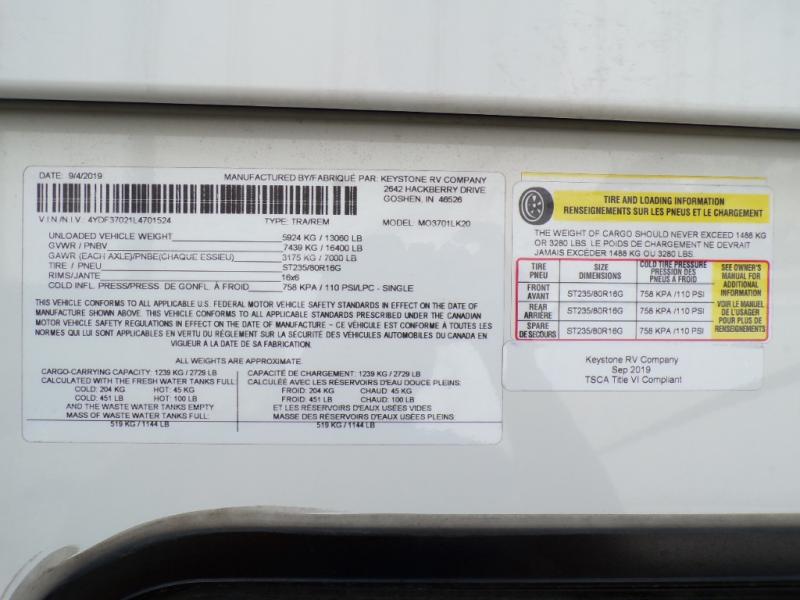 DATE: 9/4/2019
MANUFACTURED BY/FABRIQUÉ PAR: KEYSTONE RV COMPANY
2642 HACKBERRY DRIVE
GOSHEN, IN 46526
V I N /N I V : 4YDF37021L4701524 TYPE: TRA/REM MODEL: MO3701LK20
UNLOADED VEHICLE WEIGHT: 5924 KG / 13060 LB
GVWR / PNBV 7439 KG / 16400 LB
GAWR (EACH AXLE)/PNBE(CHAQUE ESSIEU) 3175 KG / 7000 LB
TIRE / PNEU ST235/80R16G
RIMS/JANTE 16x6
COLD INFL. PRESS/PRESS. DE GONFL. À FROID 758 KPA / 110 PSI/LPC - SINGLE
THIS VEHICLE CONFORMS TO ALL APPLICABLE U.S. FEDERAL MOTOR VEHICLE SAFETY STANDARDS IN EFFECT ON THE DATE OF
MANUFACTURE SHOWN ABOVE. THIS VEHICLE CONFORMS TO ALL APPLICABLE STANDARDS PRESCRIBED UNDER THE CANADIAN
MOTOR VEHICLE SAFETY REGULATIONS IN EFFECT ON THE DATE OF MANUFACTURE - CE VÉHICULE EST CONFORME À TOUTES LES
NORMES QUI LUI SONT APPLICABLES EN VERTU DU RÈGLEMENT SUR LA SÉCURITÉ DES VÉHICULES AUTOMOBILES DU CANADA EN
VIGUEUR A LA DATE DE SA FABRICATION.
ALL WEIGHTS ARE APPROXIMATE.
CARGO-CARRYING CAPACITY: 1239 KG / 2729 LB
CALCULATED WITH THE FRESH WATER TANKS FULL:
COLD: 204 KG HOT: 45 KG
COLD: 451 LB HOT: 100 LB
AND THE WASTE WATER TANKS EMPTY
MASS OF WASTE WATER TANKS FULL:
519 KG / 1144 LB
CAPACITÉ DE CHARGEMENT: 1239 KG / 2729 LB
CALCULÉE AVEC LES RÉSERVOIRS D'EAU DOUCE PLEINS:
FROID: 204 KG CHAUD: 45 KG
FROID: 451 LB CHAUD: 100 LB
ET LES RÉSERVOIRS D'EAUX USÉES VIDES
MASSE DES RÉSERVOIRS D'EAUX USÉES PLEINS:
519 KG / 1144 LB
TIRE AND LOADING INFORMATION
RENSEIGNEMENTS SUR LES PNEUS ET LE CHARGEMENT
THE WEIGHT OF CARGO SHOULD NEVER EXCEED 1488 KG
OR 3280 LBS. LE POIDS DE CHARGEMENT NE DEVRAIT
JAMAIS EXCÉDER 1488 KG OU 3280 LBS.
TIRE
PNEU
SIZE
DIMENSIONS
COLD TIRE PRESSURE
PRESSION DES
PNEUS À FROID
FRONT
AVANT
ST235/80R16G
758 KPA /110 PSI
REAR
ARRIÈRE
ST235/80R16G
758 KPA /110 PSI
SPARE
DE SECOURS
ST235/80R16G
758 KPA /110 PSI
SEE OWNER'S
MANUAL FOR
ADDITIONAL
INFORMATION
VOIR LE MANUEL
DE L'USAGER
POUR PLUS DE
RENSEIGNEMENTS
Keystone RV Company
Sep 2019
TSCA Title VI Compliant